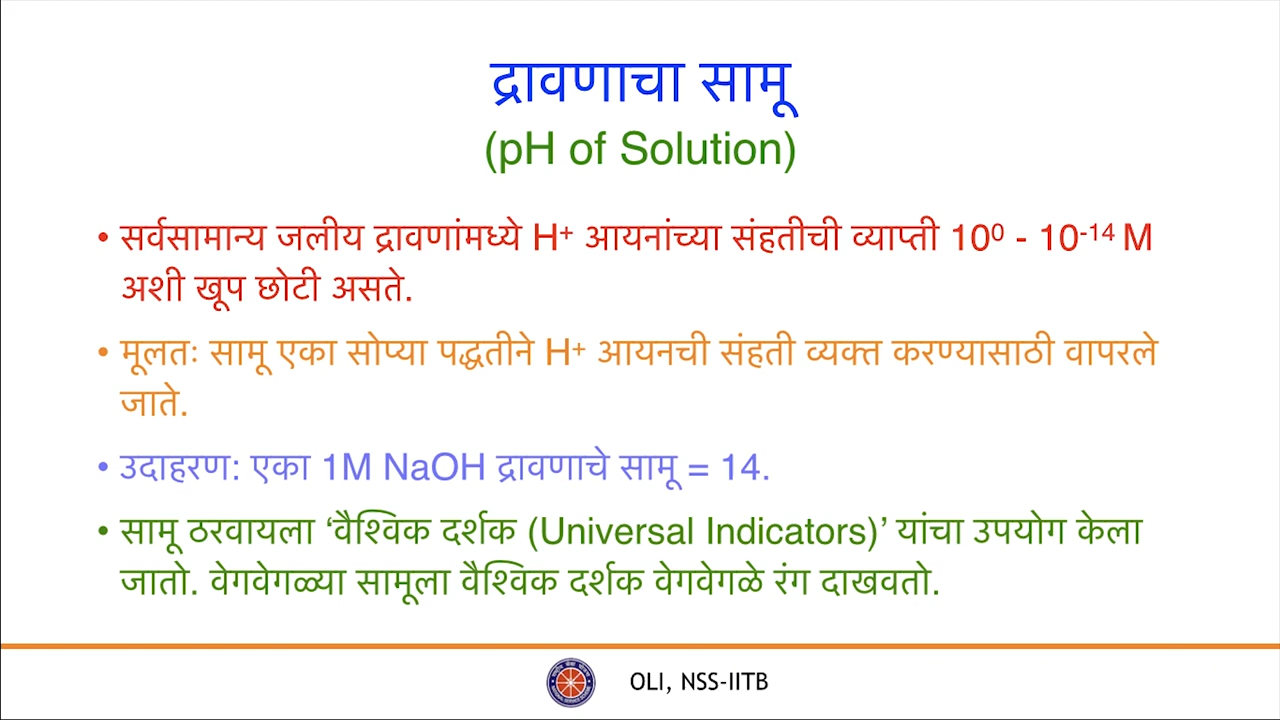 द्रावणाचा सामू
(pH of Solution)
• सर्वसामान्य जलीय द्रावणांमध्ये H⁺ आयनांच्या संहतीची व्याप्ती 10⁰ - 10⁻¹⁴ M
अशी खूप छोटी असते.
• मूलतः सामू एका सोप्या पद्धतीने H⁺ आयनची संहती व्यक्त करण्यासाठी वापरले
जाते.
• उदाहरण: एका 1M NaOH द्रावणाचे सामू = 14.
• सामू ठरवायला ‘वैश्विक दर्शक (Universal Indicators)’ यांचा उपयोग केला
जातो. वेगवेगळ्या सामूला वैश्विक दर्शक वेगवेगळे रंग दाखवतो.
OLI, NSS-IITB